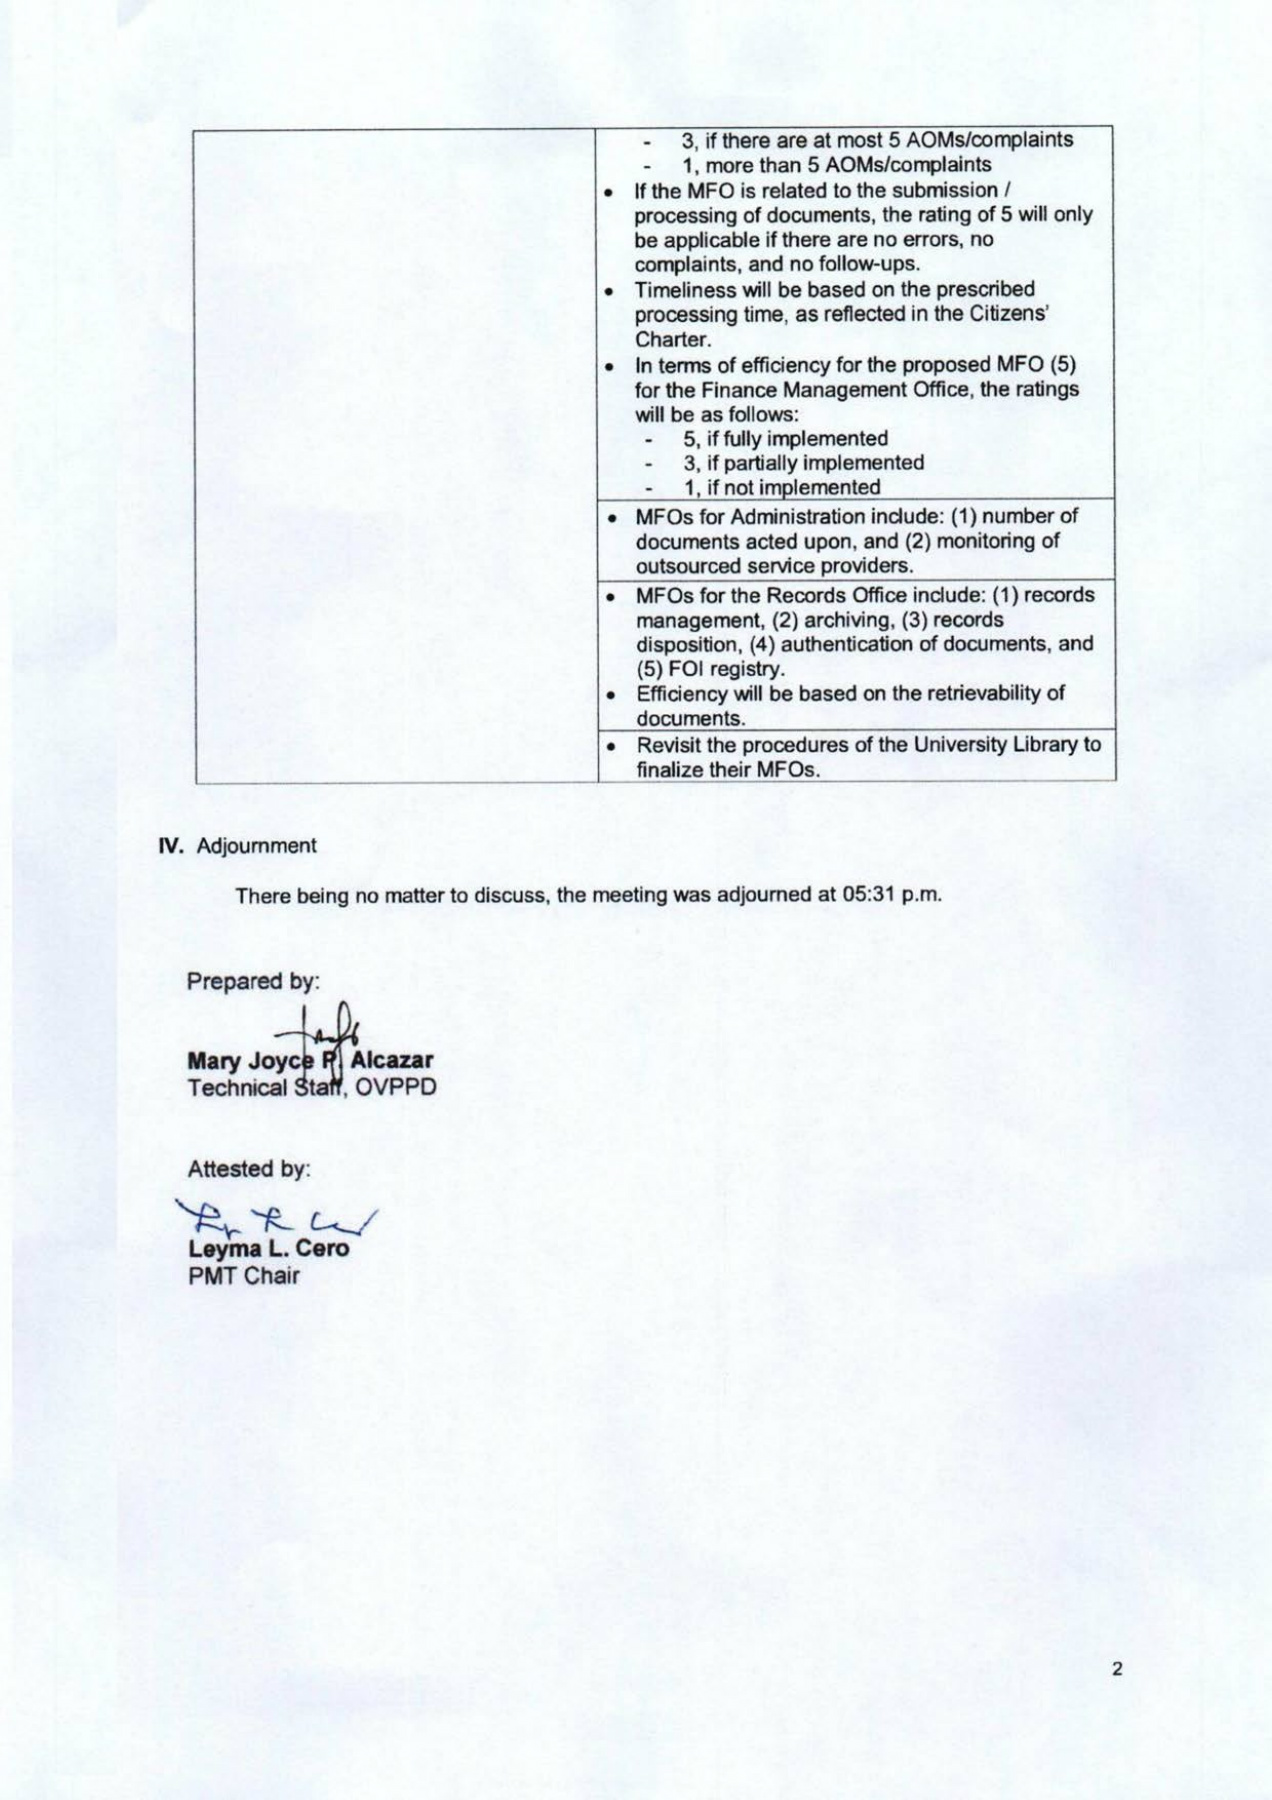 - 3, if there are at most 5 AOMs/complaints
- 1, more than 5 AOMs/complaints
• If the MFO is related to the submission /
processing of documents, the rating of 5 will only
be applicable if there are no errors, no
complaints, and no follow-ups.
• Timeliness will be based on the prescribed
processing time, as reflected in the Citizens'
Charter.
• In terms of efficiency for the proposed MFO (5)
for the Finance Management Office, the ratings
will be as follows:
- 5, if fully implemented
- 3, if partially implemented
- 1, if not implemented
• MFOs for Administration include: (1) number of
documents acted upon, and (2) monitoring of
outsourced service providers.
• MFOs for the Records Office include: (1) records
management, (2) archiving, (3) records
disposition, (4) authentication of documents, and
(5) FOI registry.
• Efficiency will be based on the retrievability of
documents.
• Revisit the procedures of the University Library to
finalize their MFOs.
IV. Adjournment
There being no matter to discuss, the meeting was adjourned at 05:31 p.m.
Prepared by:
Mary Joyce P. Alcazar
Technical Staff, OVPPD
Attested by:
Leyma L. Cero
PMT Chair
2